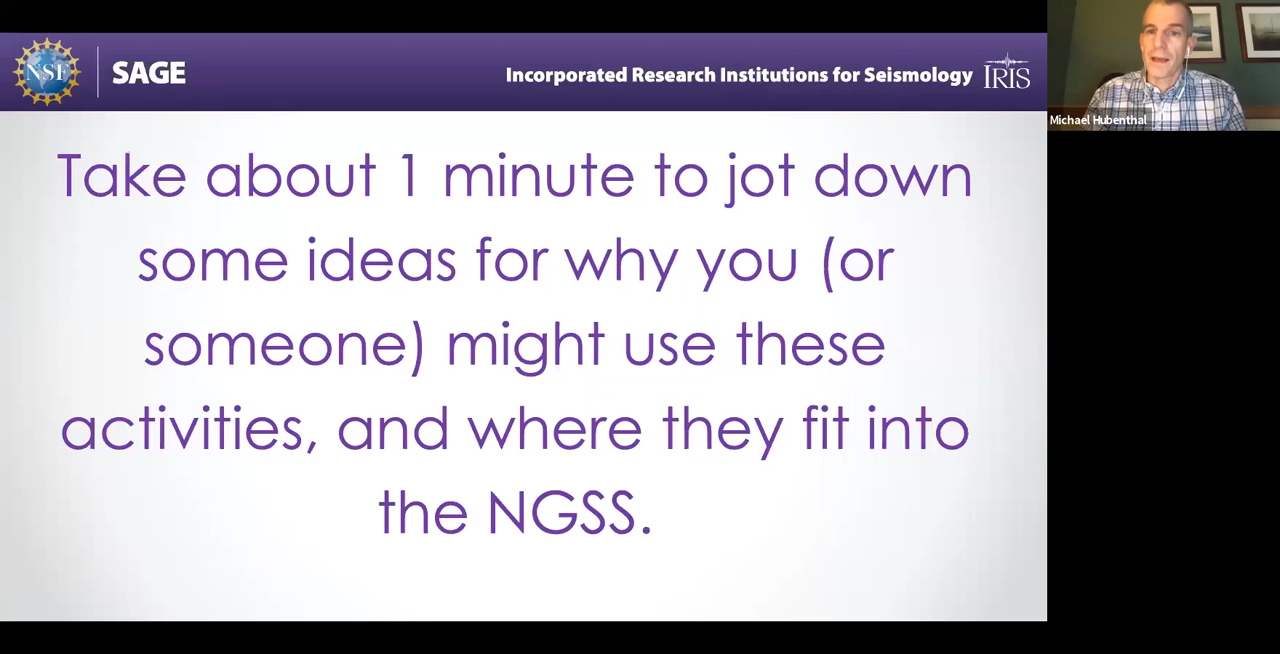 NSF
SAGE
Incorporated Research Institutions for Seismology
IRIS
Michael Hubenthal
Take about 1 minute to jot down
some ideas for why you (or
someone) might use these
activities, and where they fit into
the NGSS.